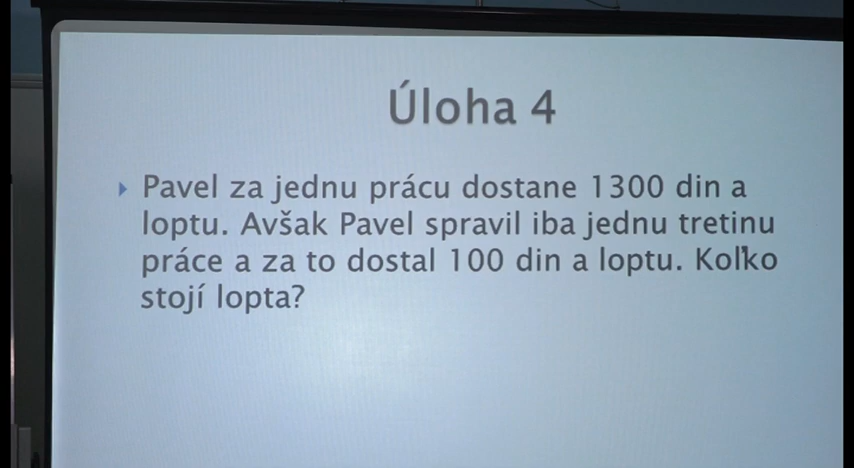 Úloha 4
Pavel za jednu prácu dostane 1300 din a
loptu. Avšak Pavel spravil iba jednu tretinu
práce a za to dostal 100 din a loptu. Koľko
stojí lopta?